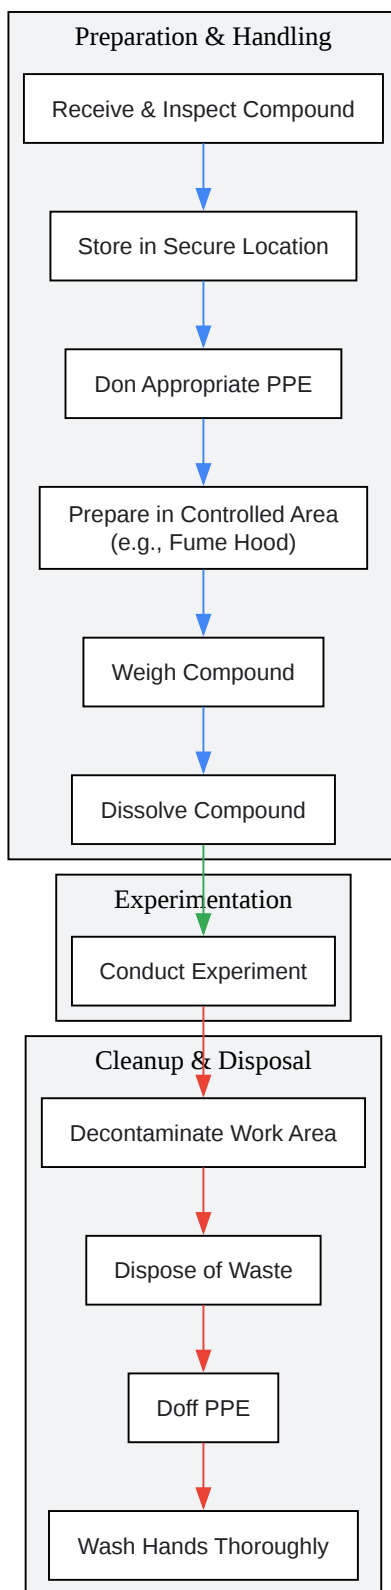 Preparation & Handling
Receive & Inspect Compound
Store in Secure Location
Don Appropriate PPE
Prepare in Controlled Area
(e.g., Fume Hood)
Weigh Compound
Dissolve Compound
Experimentation
Conduct Experiment
Cleanup & Disposal
Decontaminate Work Area
Dispose of Waste
Doff PPE
Wash Hands Thoroughly